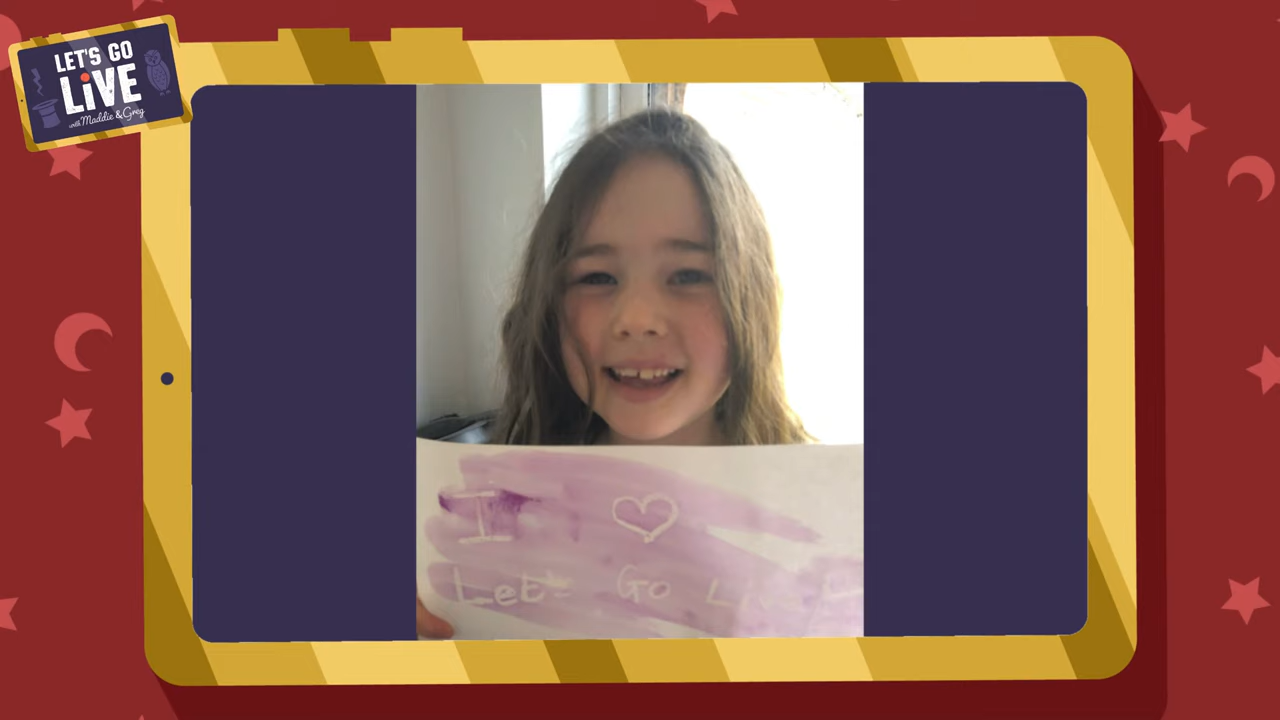 LET'S GO
LiVE
with Maddie & Greg
I ♡
Let's Go Live